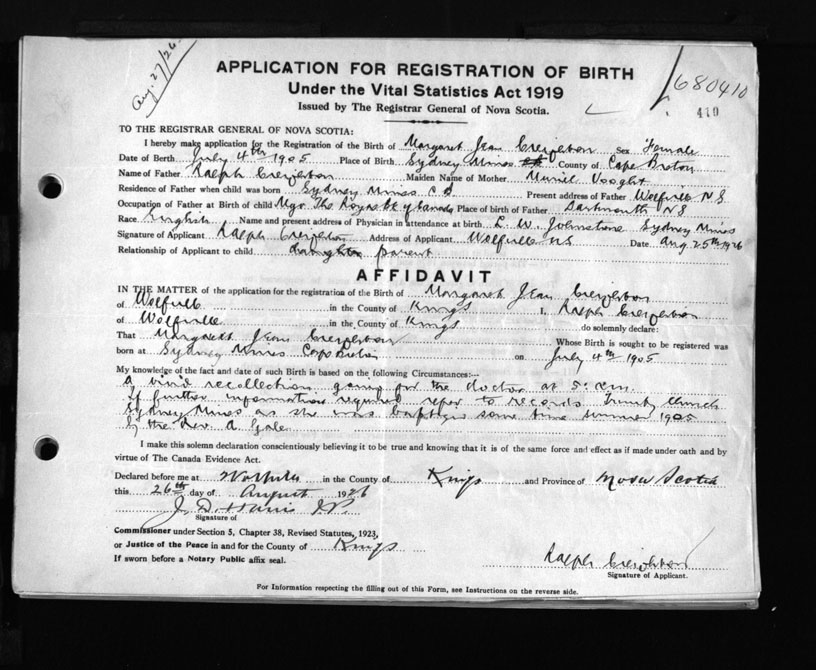 Aug. 27/26.
APPLICATION FOR REGISTRATION OF BIRTH
Under the Vital Statistics Act 1919
Issued by The Registrar General of Nova Scotia.
680410
410
TO THE REGISTRAR GENERAL OF NOVA SCOTIA:
I hereby make application for the Registration of the Birth of Margaret Jean Creighton Sex Female
Date of Berth July 4th 1905 Place of Birth Sydney Mines County of Cape Breton
Name of Father Ralph Creighton Maiden Name of Mother Muriel Vooght
Residence of Father when child was born Sydney Mines C B Present address of Father Wolfville N S
Occupation of Father at Birth of child Mgr. The Royal Bk of Canada Place of birth of Father Dartmouth N S
Race English Name and present address of Physician in attendance at birth L. W. Johnstone Sydney Mines
Signature of Applicant Ralph Creighton Address of Applicant Wolfville NS Date Aug 25th 1926
Relationship of Applicant to child parent
AFFIDAVIT
IN THE MATTER of the application for the registration of the Birth of Margaret Jean Creighton
of Wolfville in the County of Kings I, Ralph Creighton
of Wolfville in the County of Kings do solemnly declare:
That Margaret Jean Creighton Whose Birth is sought to be registered was
born at Sydney Mines Cape Breton on July 4th 1905
My knowledge of the fact and date of such Birth is based on the following Circumstances:—
A vivid recollection going for the doctor at 5: a.m.
If further information required refer to records Trinity Church
Sydney Mines as she was baptized some time summer 1905
by the Rev. A. Gale
I make this solemn declaration conscientiously believing it to be true and knowing that it is of the same force and effect as if made under oath and by
virtue of The Canada Evidence Act.
Declared before me at Wolfville in the County of Kings and Province of Nova Scotia
this 26th day of August 1926
J. D. Harris J.P.
Signature of
Commissioner under Section 5, Chapter 38, Revised Statutes, 1923,
or Justice of the Peace in and for the County of Kings
If sworn before a Notary Public affix seal.
Ralph Creighton
Signature of Applicant.
For Information respecting the filling out of this Form, see Instructions on the reverse side.